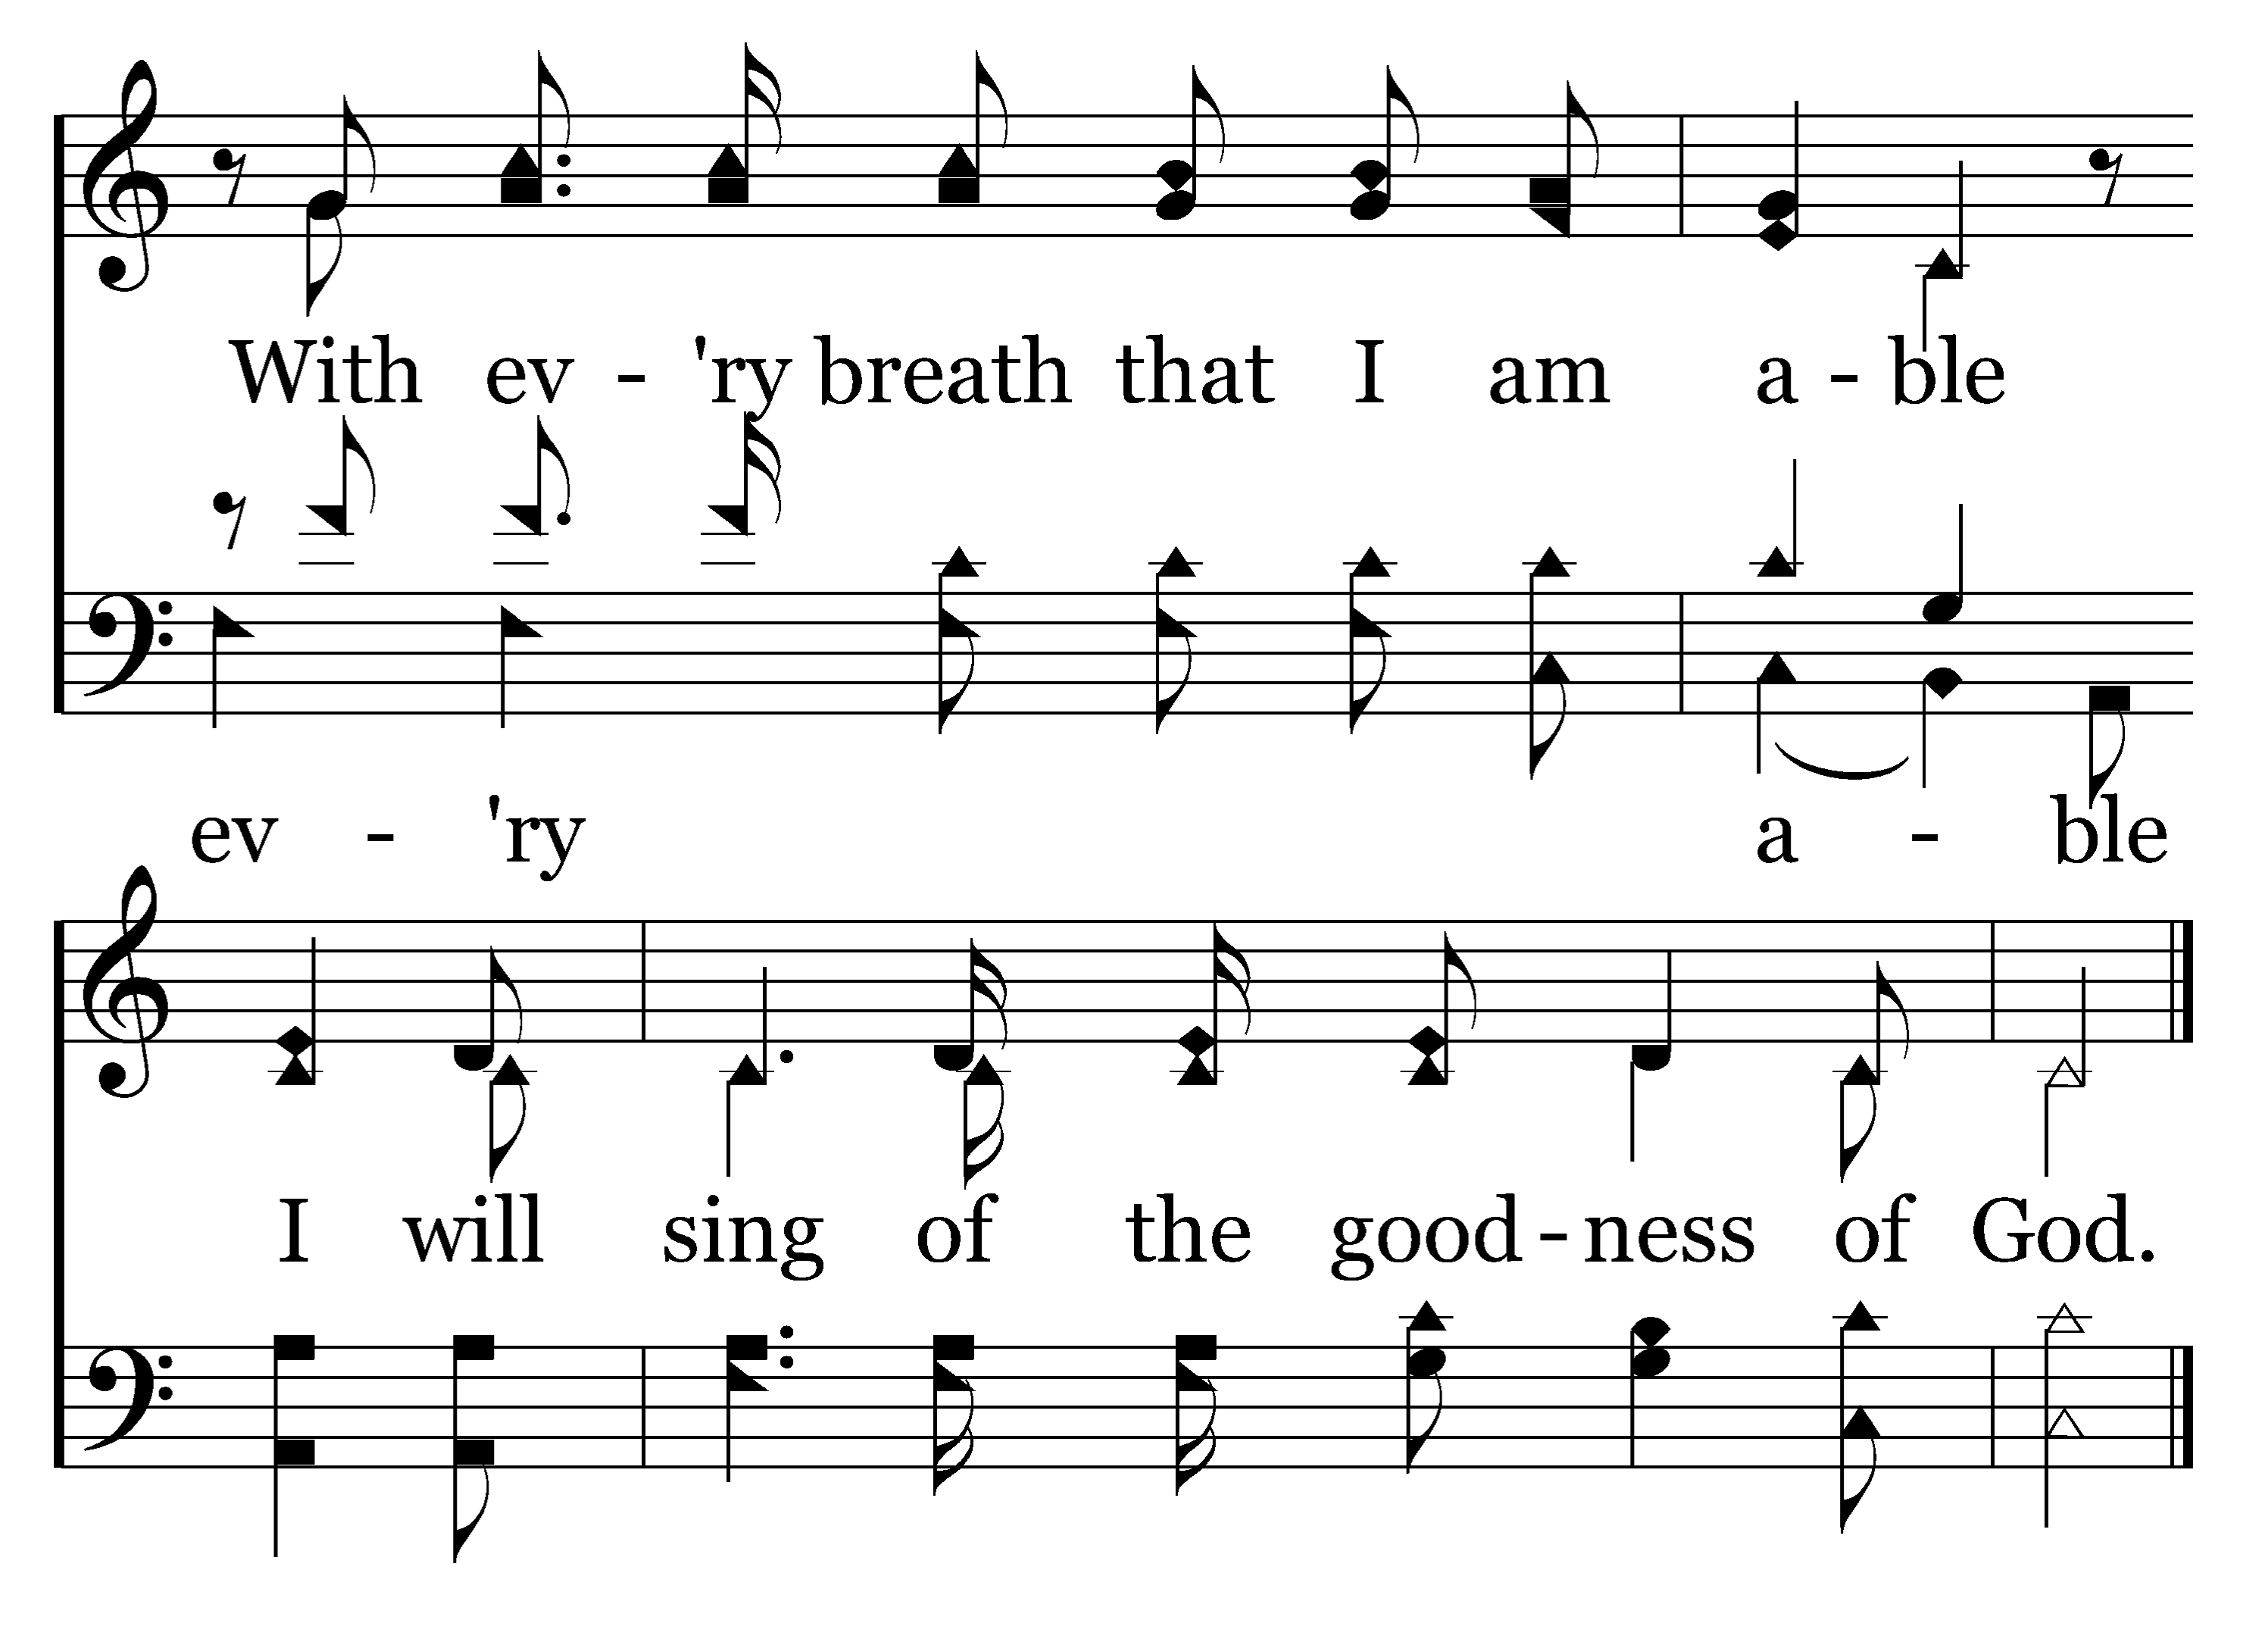 With ev - 'ry breath that I am a - ble
ev - 'ry a - ble
I will sing of the good - ness of God.